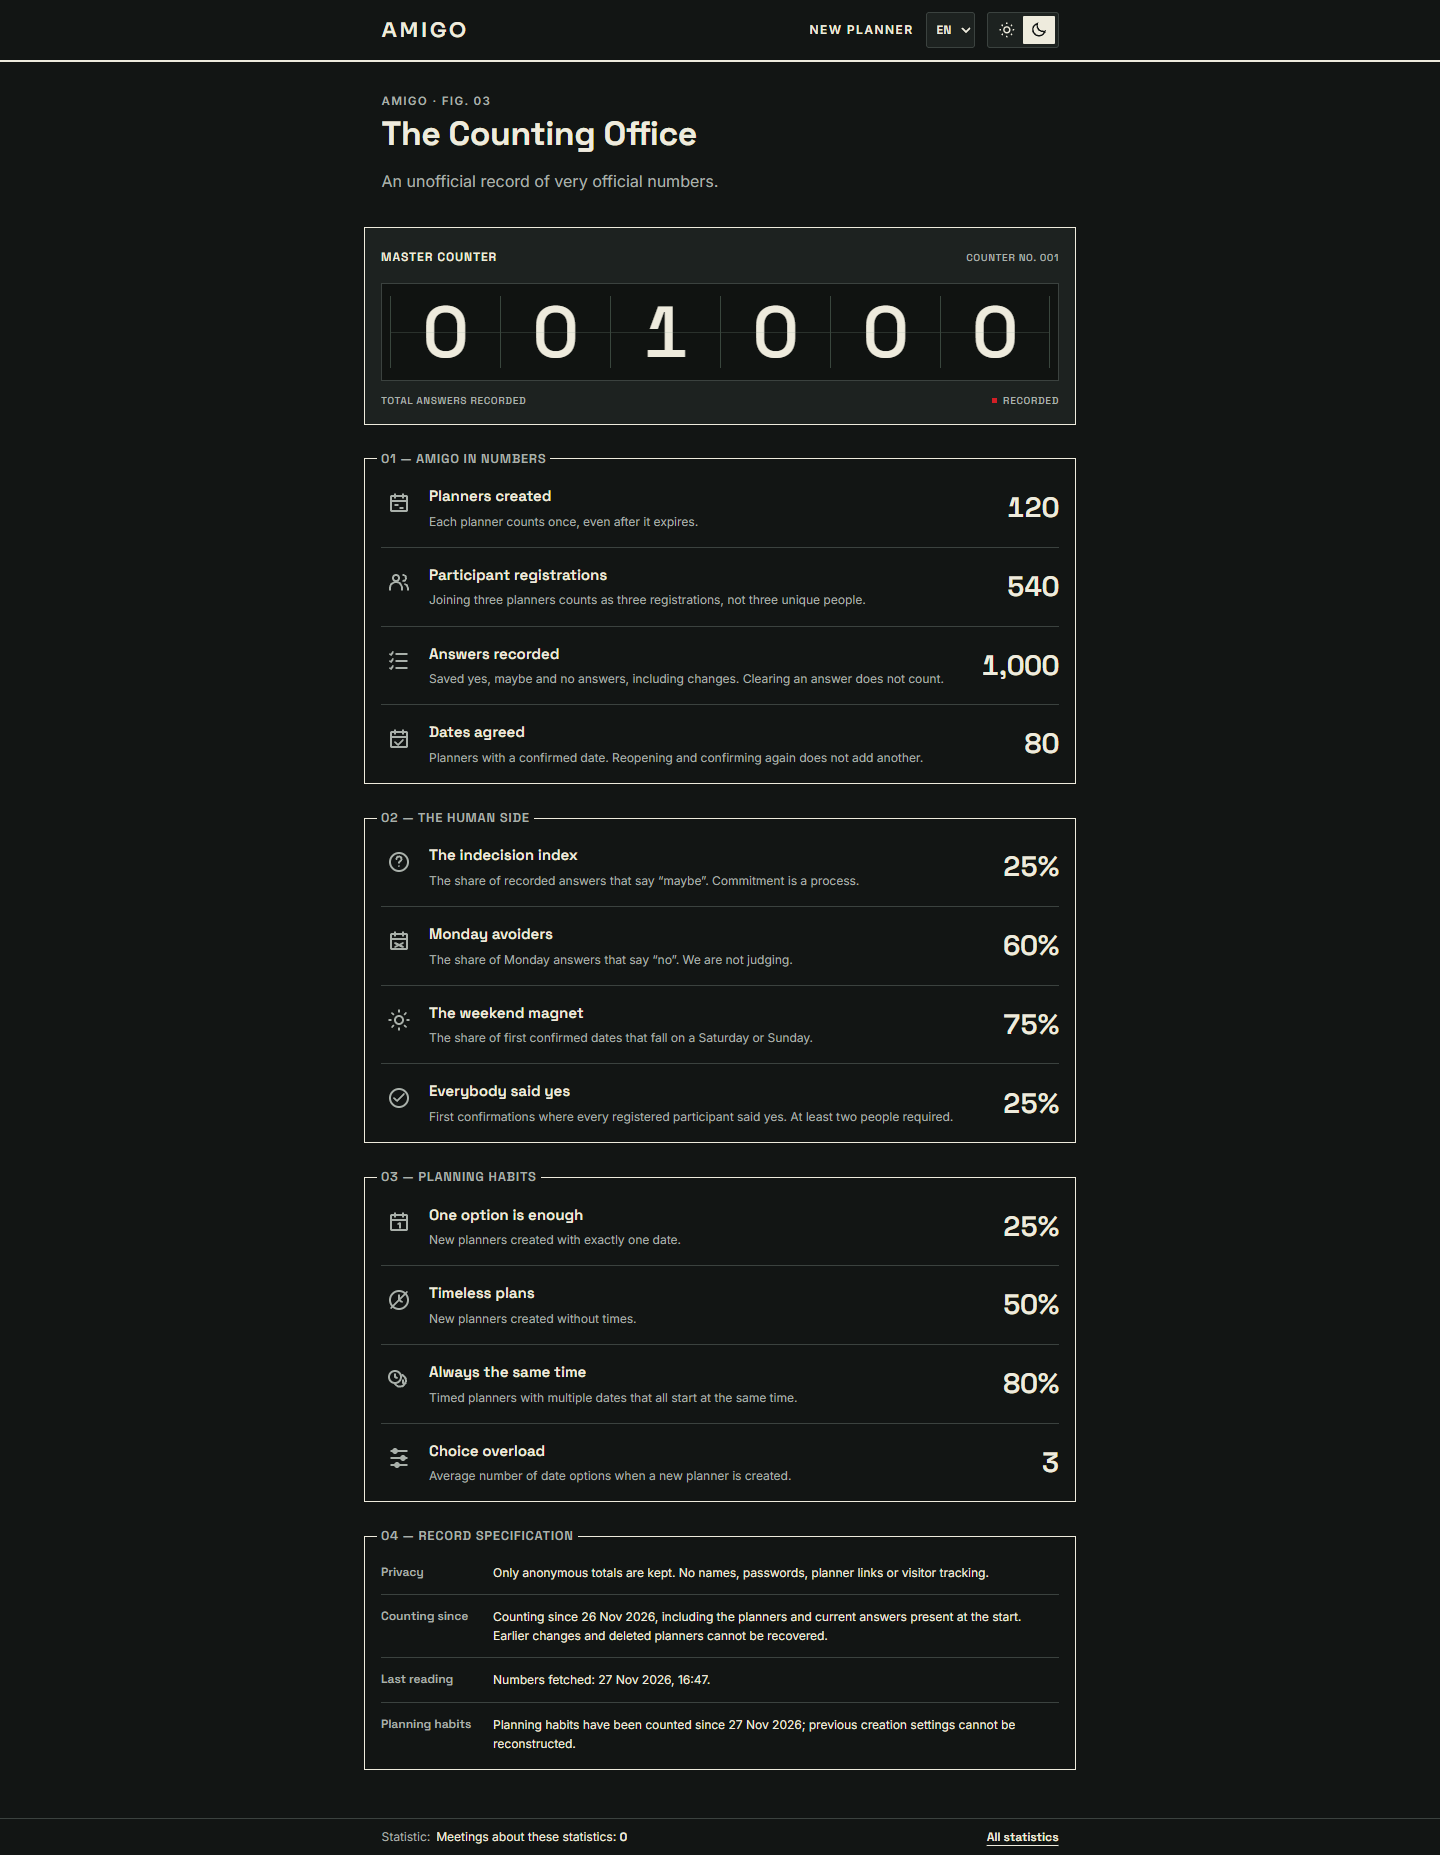 AMIGO
NEW PLANNER
EN
AMIGO · FIG. 03
The Counting Office
An unofficial record of very official numbers.
MASTER COUNTER
COUNTER NO. 001
0 0 1 0 0 0
TOTAL ANSWERS RECORDED
RECORDED
01 — AMIGO IN NUMBERS
Planners created
Each planner counts once, even after it expires.
120
Participant registrations
Joining three planners counts as three registrations, not three unique people.
540
Answers recorded
Saved yes, maybe and no answers, including changes. Clearing an answer does not count.
1,000
Dates agreed
Planners with a confirmed date. Reopening and confirming again does not add another.
80
02 — THE HUMAN SIDE
The indecision index
The share of recorded answers that say “maybe”. Commitment is a process.
25%
Monday avoiders
The share of Monday answers that say “no”. We are not judging.
60%
The weekend magnet
The share of first confirmed dates that fall on a Saturday or Sunday.
75%
Everybody said yes
First confirmations where every registered participant said yes. At least two people required.
25%
03 — PLANNING HABITS
One option is enough
New planners created with exactly one date.
25%
Timeless plans
New planners created without times.
50%
Always the same time
Timed planners with multiple dates that all start at the same time.
80%
Choice overload
Average number of date options when a new planner is created.
3
04 — RECORD SPECIFICATION
Privacy
Only anonymous totals are kept. No names, passwords, planner links or visitor tracking.
Counting since
Counting since 26 Nov 2026, including the planners and current answers present at the start.
Earlier changes and deleted planners cannot be recovered.
Last reading
Numbers fetched: 27 Nov 2026, 16:47.
Planning habits
Planning habits have been counted since 27 Nov 2026; previous creation settings cannot be
reconstructed.
Statistic: Meetings about these statistics: 0
All statistics